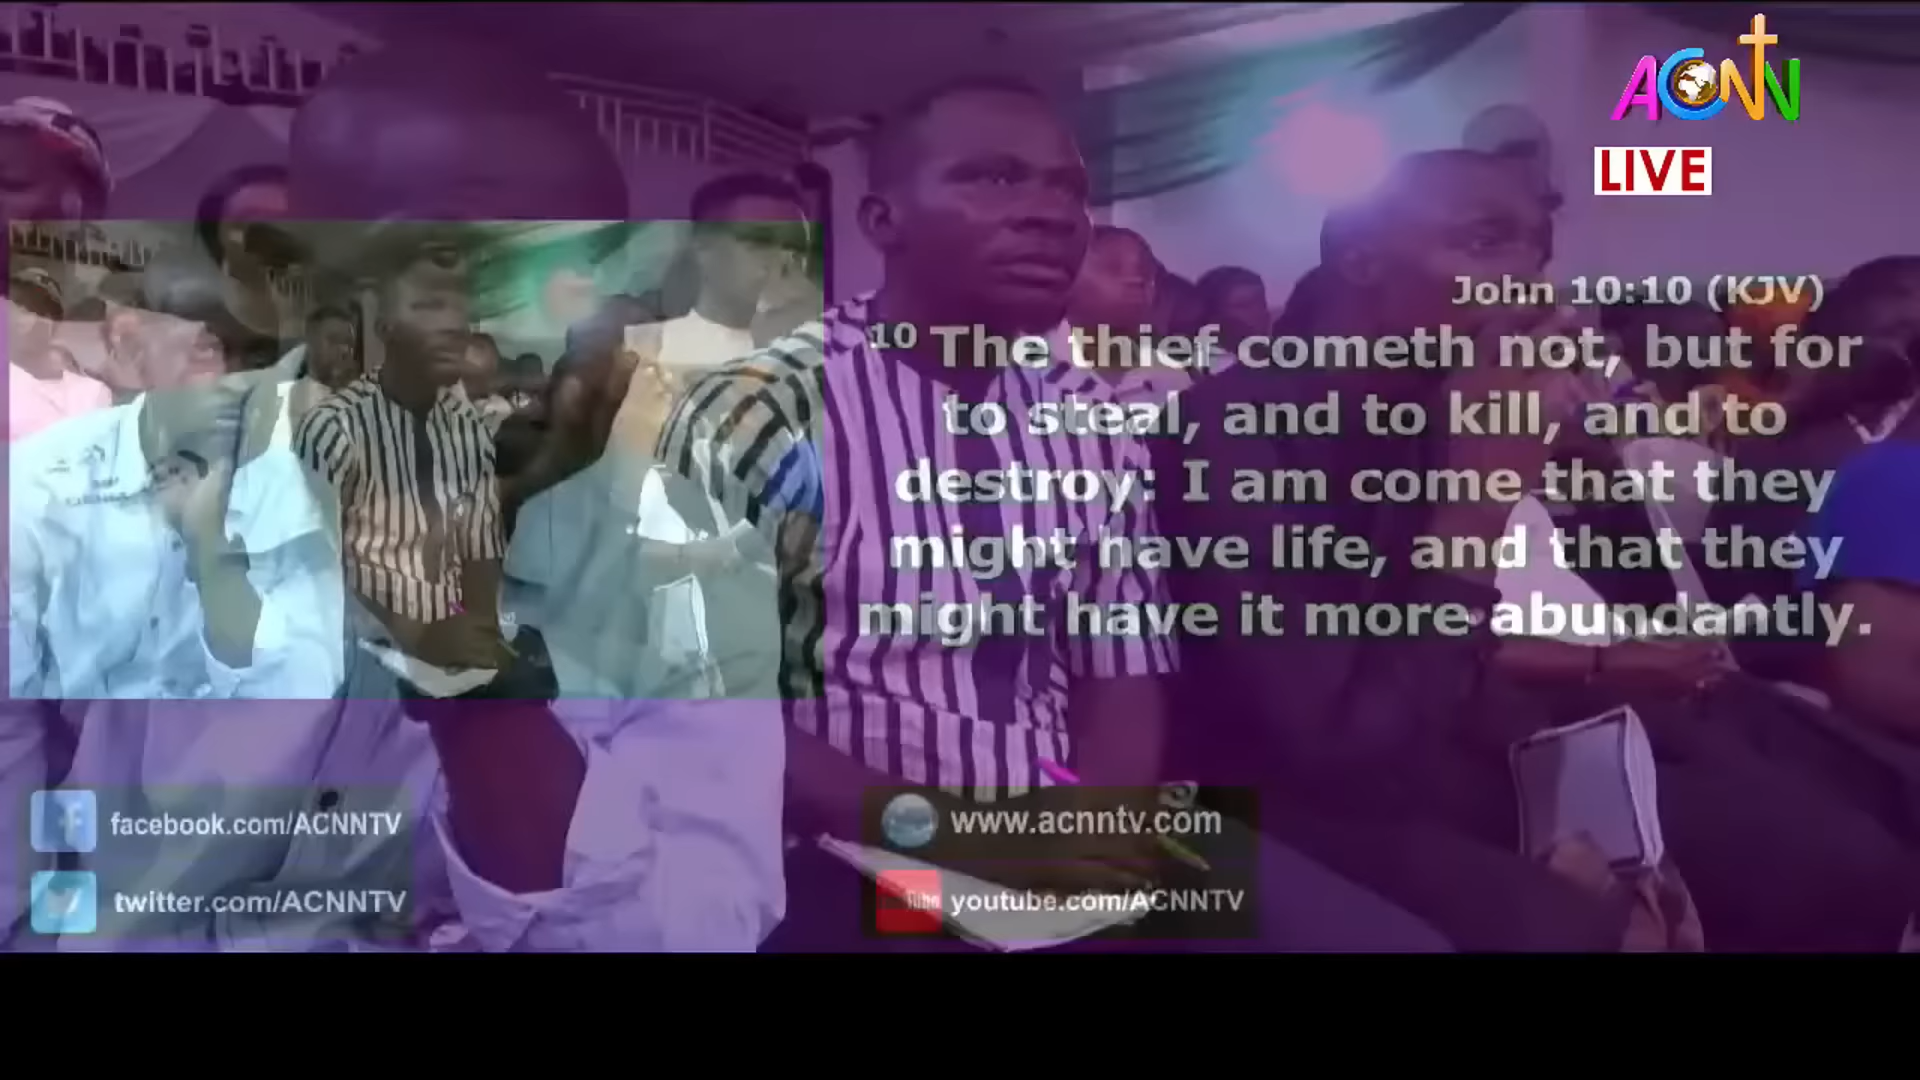 ACNN
LIVE
John 10:10 (KJV)
10 The thief cometh not, but for
to steal, and to kill, and to
destroy: I am come that they
might have life, and that they
might have it more abundantly.
facebook.com/ACNNTV
www.acnntv.com
twitter.com/ACNNTV
youtube.com/ACNNTV